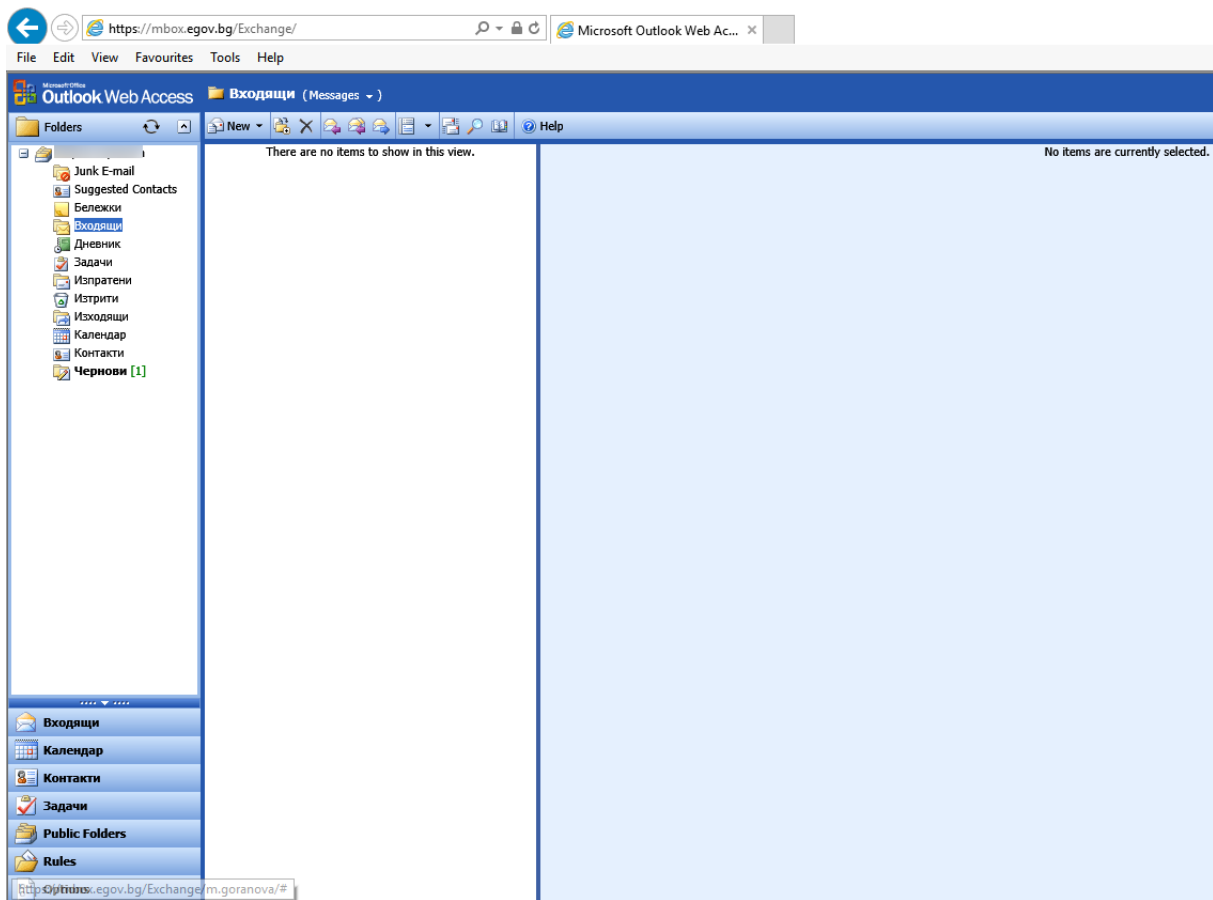 https://mbox.egov.bg/Exchange/
Microsoft Outlook Web Ac...
File Edit View Favourites Tools Help
Microsoft Office
Outlook Web Access
Входящи (Messages)
Folders
New
Help
There are no items to show in this view.
No items are currently selected.
Junk E-mail
Suggested Contacts
Бележки
Входящи
Дневник
Задачи
Изпратени
Изтрити
Изходящи
Календар
Контакти
Чернови [1]
Входящи
Календар
Контакти
Задачи
Public Folders
Rules
Options
https://mbox.egov.bg/Exchange/m.goranova/#